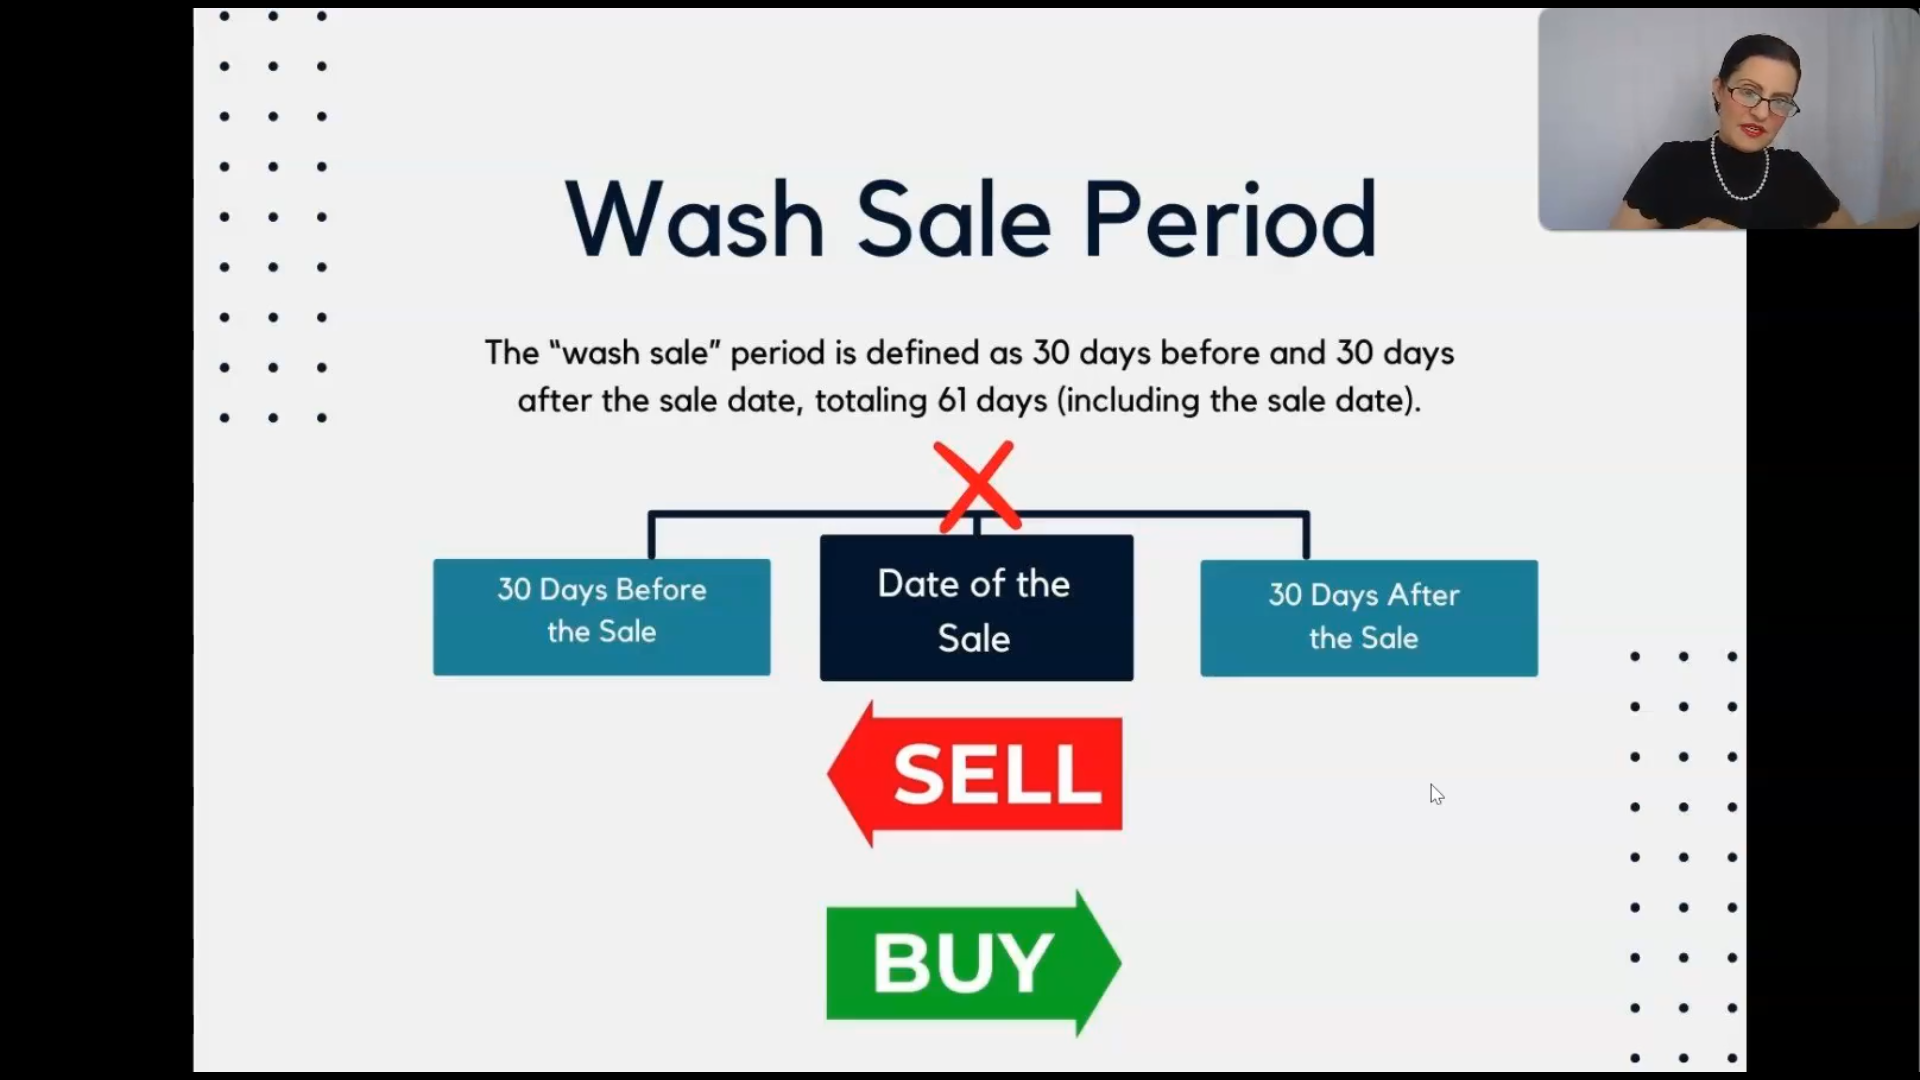 Wash Sale Period
The “wash sale” period is defined as 30 days before and 30 days
after the sale date, totaling 61 days (including the sale date).
30 Days Before
the Sale
Date of the
Sale
30 Days After
the Sale
SELL
BUY